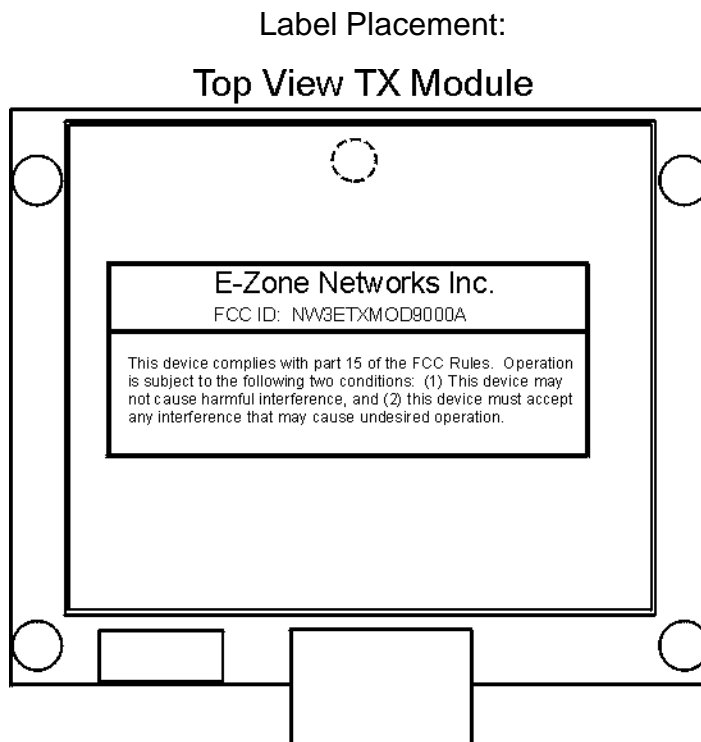 Label Placement:
Top View TX Module
E-Zone Networks Inc.
FCC ID: NW3ETXMOD9000A
This device complies with part 15 of the FCC Rules. Operation
is subject to the following two conditions: (1) This device may
not cause harmful interference, and (2) this device must accept
any interference that may cause undesired operation.